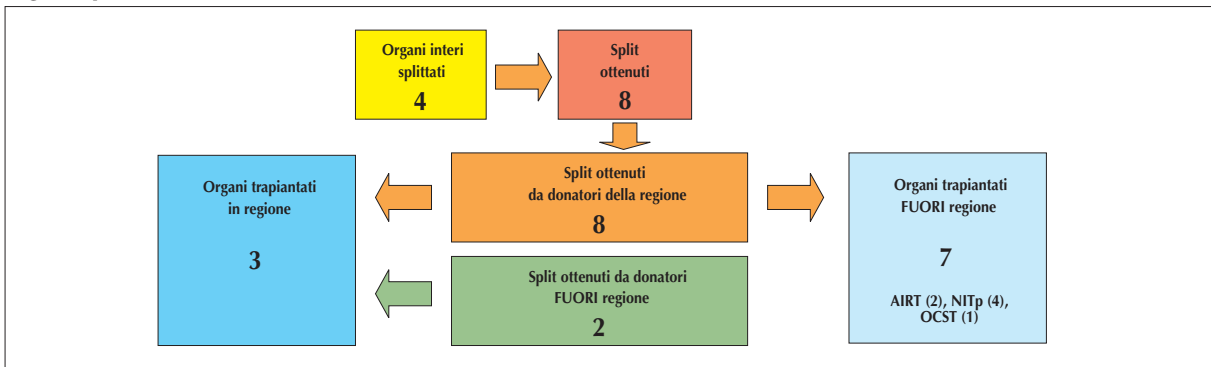 Organi interi
splittati
4
Split
ottenuti
8
Organi trapiantati
in regione
3
Split ottenuti
da donatori della regione
8
Split ottenuti da donatori
FUORI regione
2
Organi trapiantati
FUORI regione
7
AIRT (2), NITp (4),
OCST (1)